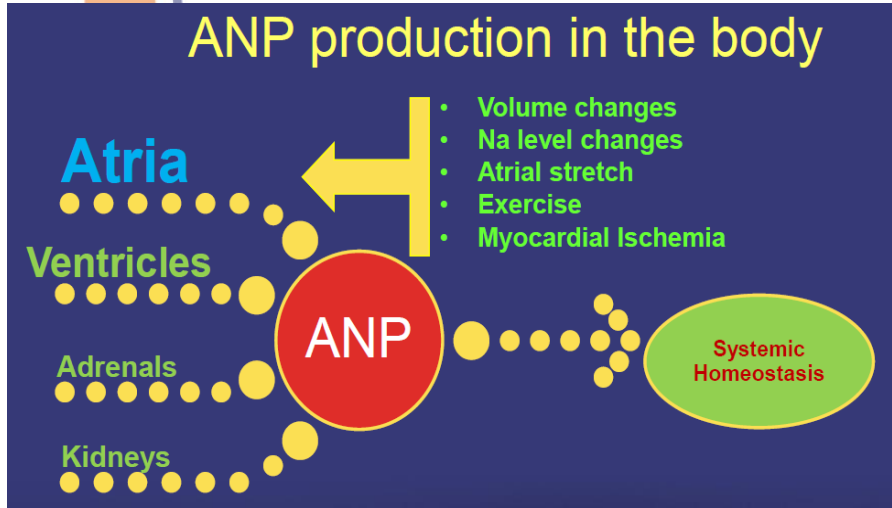 ANP production in the body
• Volume changes
• Na level changes
• Atrial stretch
• Exercise
• Myocardial Ischemia
Atria
Ventricles
Adrenals
Kidneys
ANP
Systemic
Homeostasis